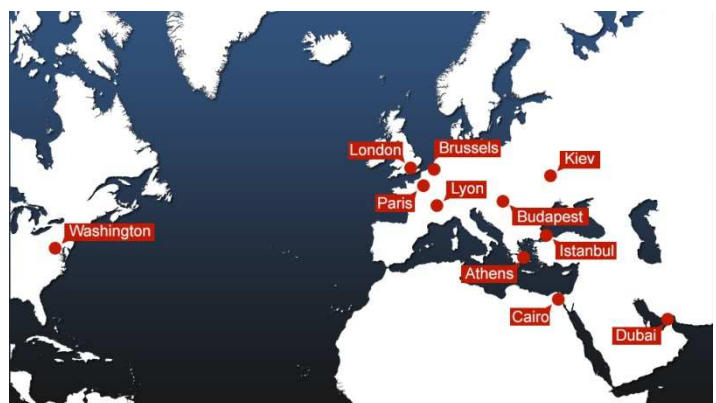 London
Brussels
Kiev
Paris
Lyon
Budapest
Washington
Istanbul
Athens
Cairo
Dubai